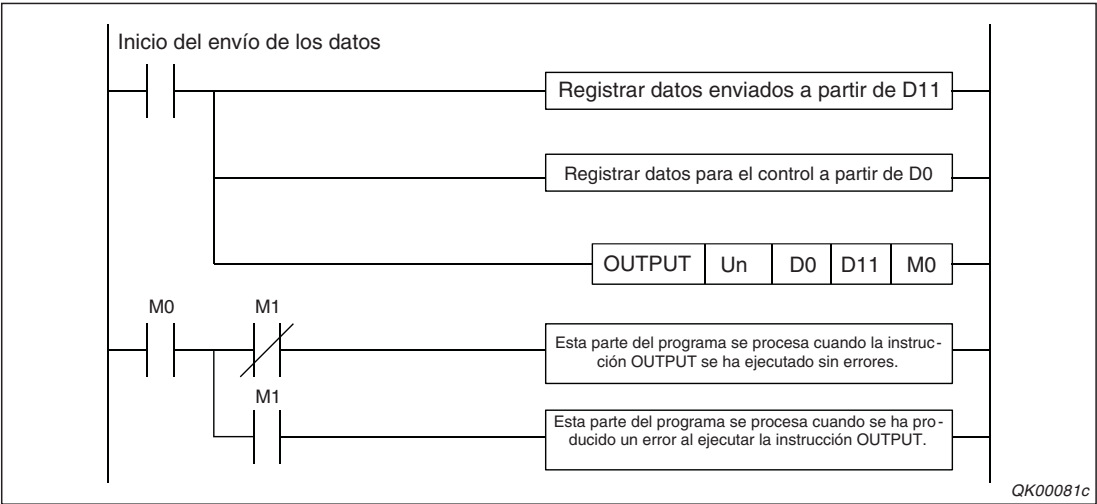 Inicio del envío de los datos
Registrar datos enviados a partir de D11
Registrar datos para el control a partir de D0
OUTPUT Un D0 D11 M0
M0 M1
Esta parte del programa se procesa cuando la instruc-
ción OUTPUT se ha ejecutado sin errores.
M1
Esta parte del programa se procesa cuando se ha pro-
ducido un error al ejecutar la instrucción OUTPUT.
QK00081c